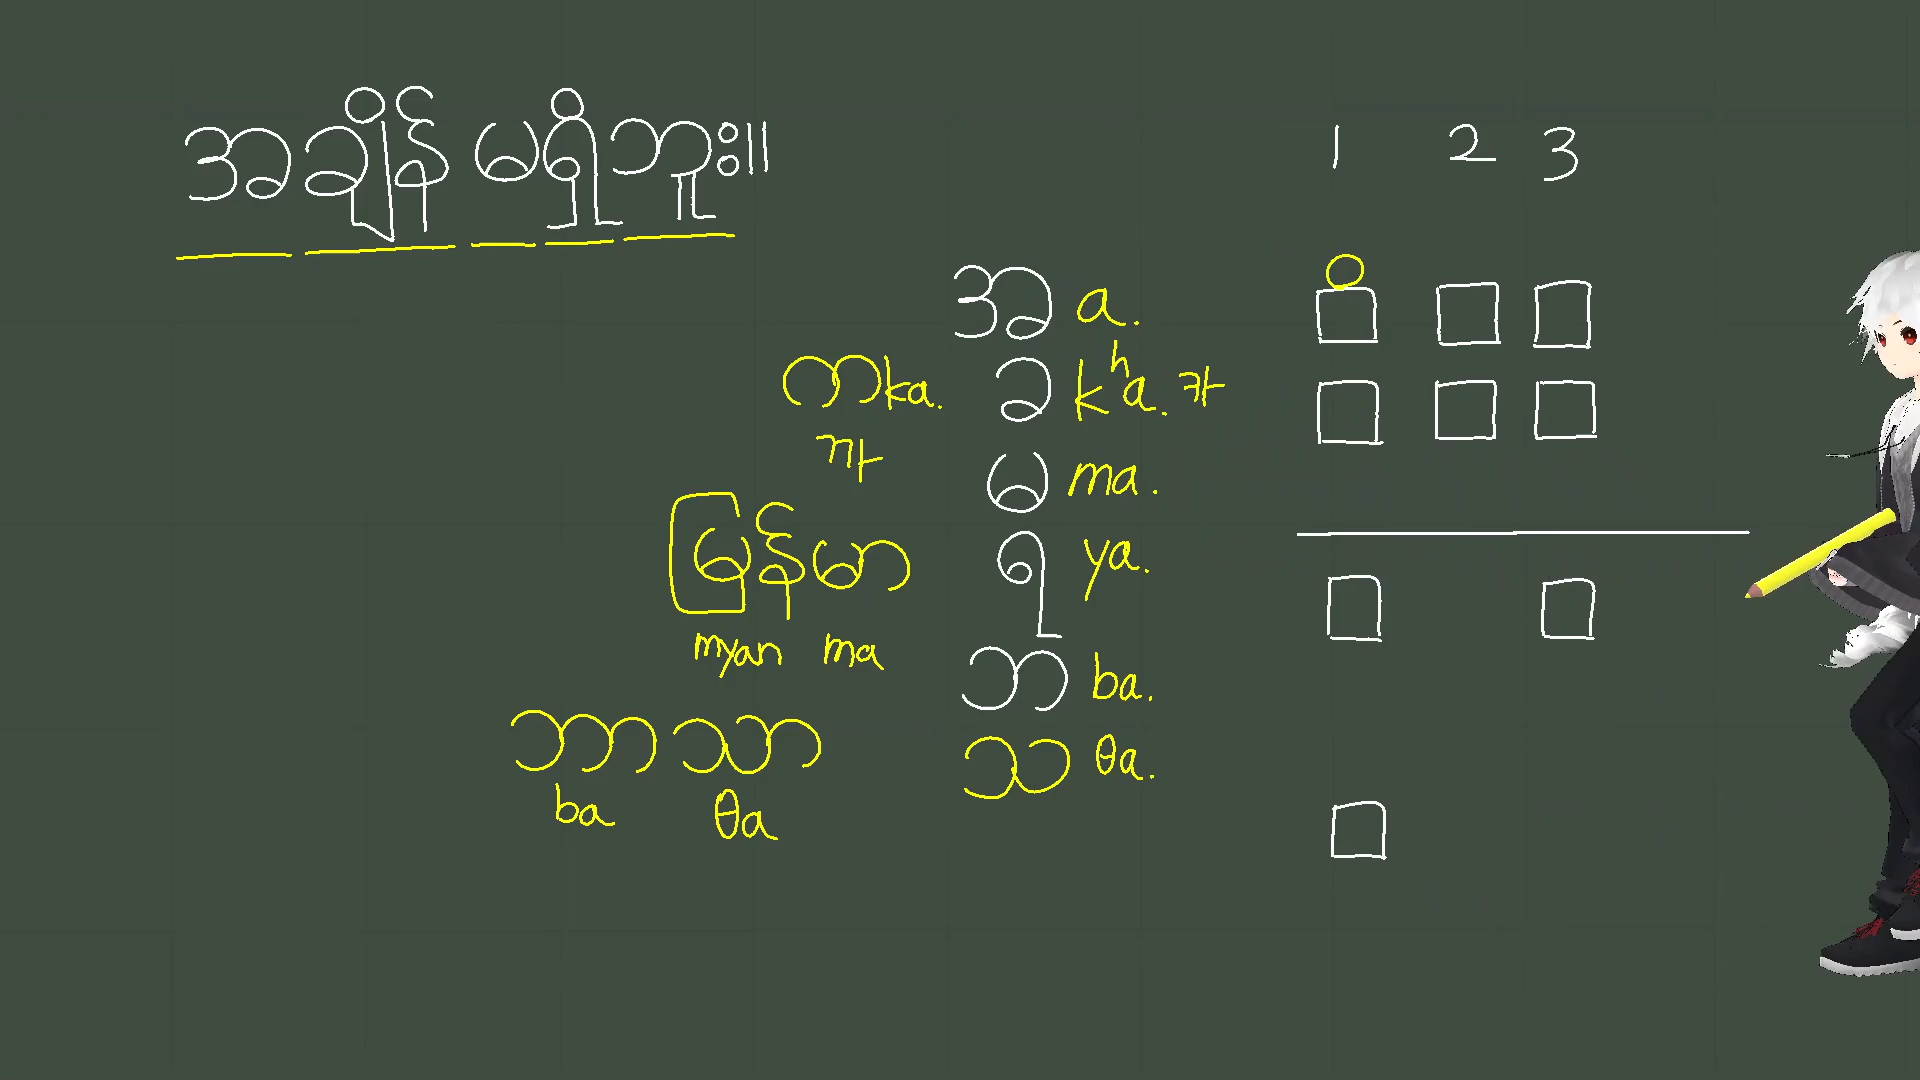 အချိန် မရှိဘူး။
1 2 3
အ a.
က ka. ခ kʰa. 카
까
မ ma.
မြန်မာ ရ ya.
myan ma
ဘ ba.
ဘာသာ သ θa.
ba θa